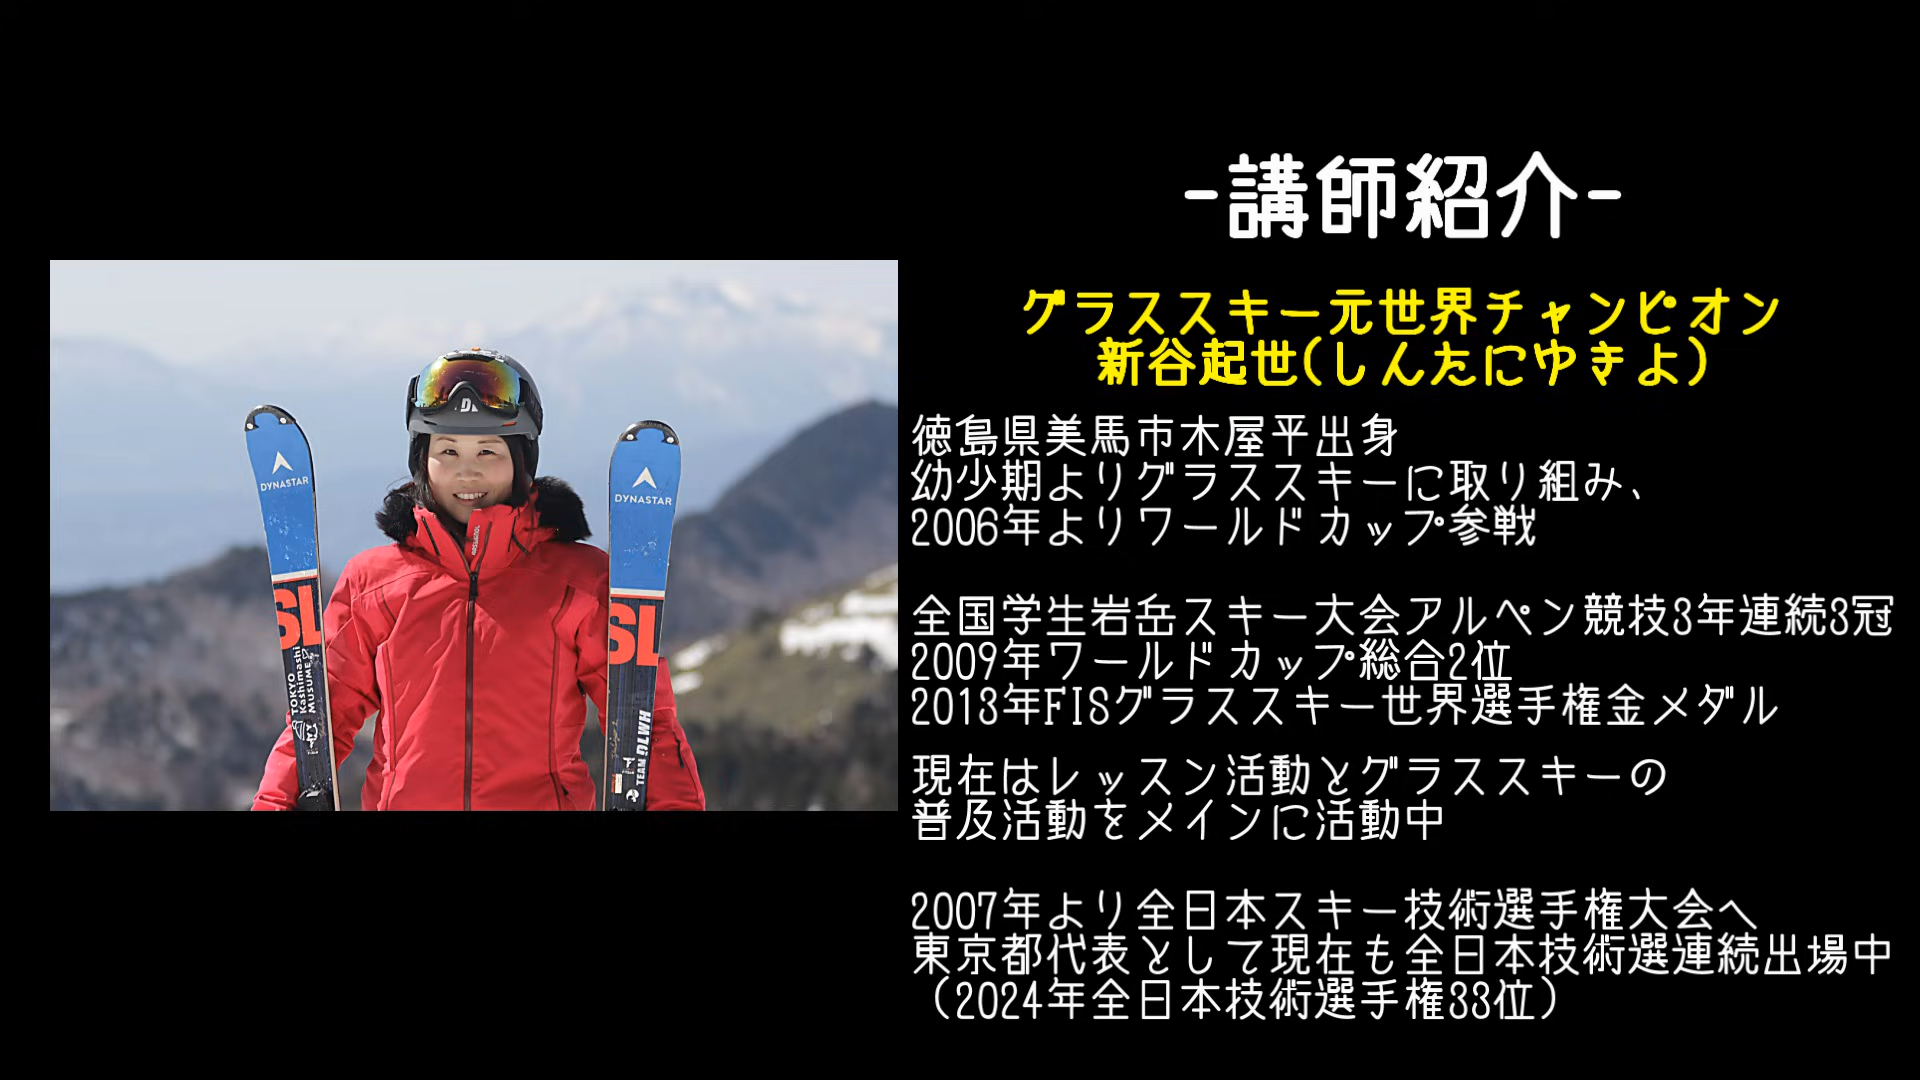 -講師紹介-
グラススキー元世界チャンピオン
新谷起世(しんたにゆきよ)
徳島県美馬市木屋平出身
幼少期よりグラススキーに取り組み、
2006年よりワールドカップ参戦
全国学生岩岳スキー大会アルペン競技3年連続3冠
2009年ワールドカップ総合2位
2013年FISグラススキー世界選手権金メダル
現在はレッスン活動とグラススキーの
普及活動をメインに活動中
2007年より全日本スキー技術選手権大会へ
東京都代表として現在も全日本技術選連続出場中
（2024年全日本技術選手権33位）
DYNASTAR
SL
TOKYO
Kashimamashi
MUSUME
DYNASTAR
SL
TEAM DLWH
rossignol